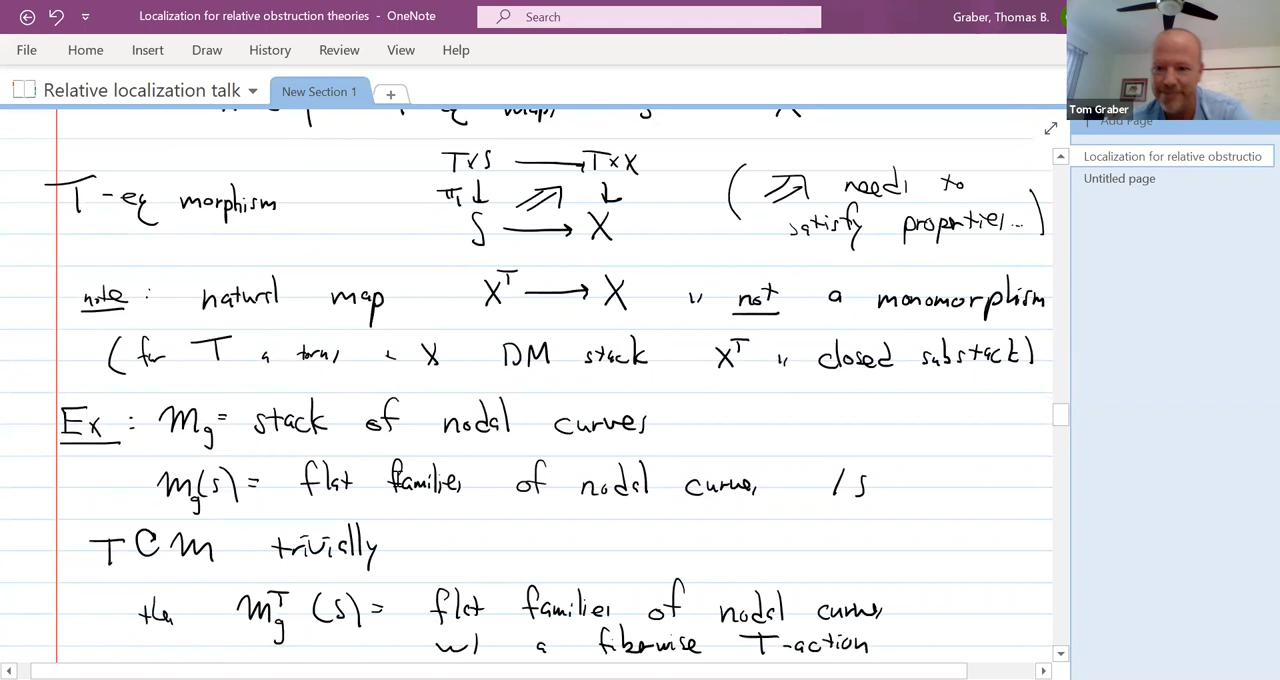 Localization for relative obstruction theories - OneNote
Search
Graber, Thomas B.
File Home Insert Draw History Review View Help
Relative localization talk
New Section 1
+
Tom Graber
Add Page
Localization for relative obstructio
Untitled page
T-eq morphism
T×S → T×X
π ↓ ⇗ ↓
S → X
( ⇗ needs to
satisfy properties... )
note : natural map X^T → X is not a monomorphism
(for T a torus + X DM stack X^T is closed substack)
Ex : M_g = stack of nodal curves
M_g(S) = flat families of nodal curves /S
T C M trivially
then M_g^T (S) = flat families of nodal curves
w/ a fiberwise T-action